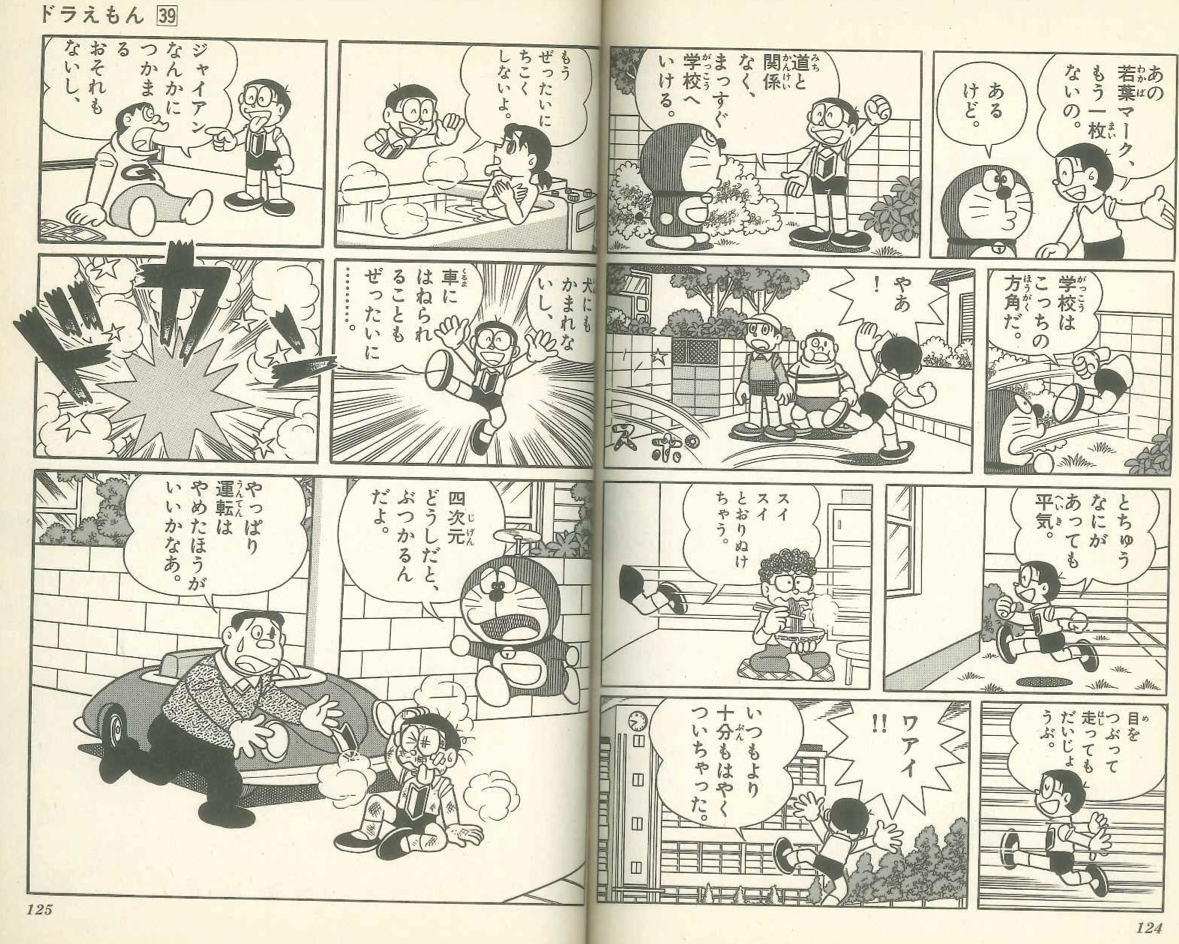 ドラえもん 39
あの
若葉マーク、
もう一枚
ないの。
ある
けど。
道と
関係
なく、
まっすぐ
学校へ
いける。
学校は
こっちの
方角だ。
やあ
!
スポ
とちゅう
なにが
あっても
平気。
スイ
スイ
とおりぬけ
ちゃう。
目を
つぶって
走っても
だいじょ
うぶ。
ワアイ
!!
いつもより
十分もはやく
ついちゃった。
124
もう
ぜったいに
ちこく
しないよ。
ジャイアン
なんかに
つかま
る
おそれも
ないし、
犬にも
かまれな
いし、
車に
はねられ
ることも
ぜったいに
………。
ドカーン
四次元
どうしだと、
ぶつかるん
だよ。
やっぱり
運転は
やめたほうが
いいかなあ。
125